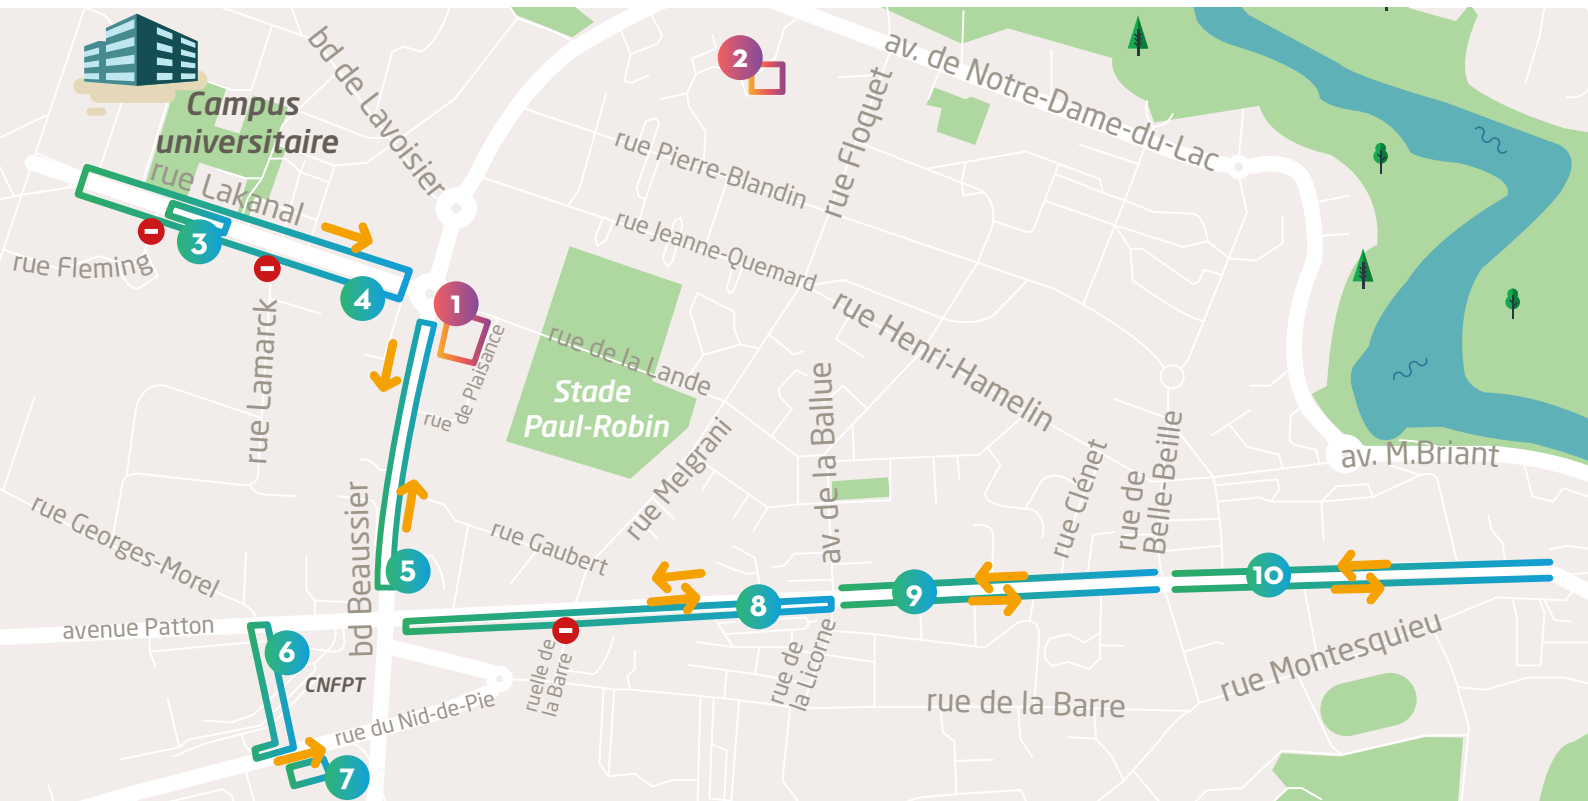 bd de Lavoisier
2
av. de Notre-Dame-du-Lac
Campus
universitaire
rue Floquet
rue Pierre-Blandin
rue Lakanal
3
rue Fleming
rue Jeanne-Quemard
4
1
rue Lamarck
rue de Plaisance
rue de la Lande
rue Henri-Hamelin
Stade
Paul-Robin
rue Melgrani
av. de la Ballue
rue Clénet
rue de
Belle-Beille
av. M.Briant
rue Georges-Morel
bd Beaussier
rue Gaubert
5
8
9
10
avenue Patton
6
CNFPT
ruelle de
la Barre
rue de
la Licorne
rue de la Barre
rue Montesquieu
rue du Nid-de-Pie
7